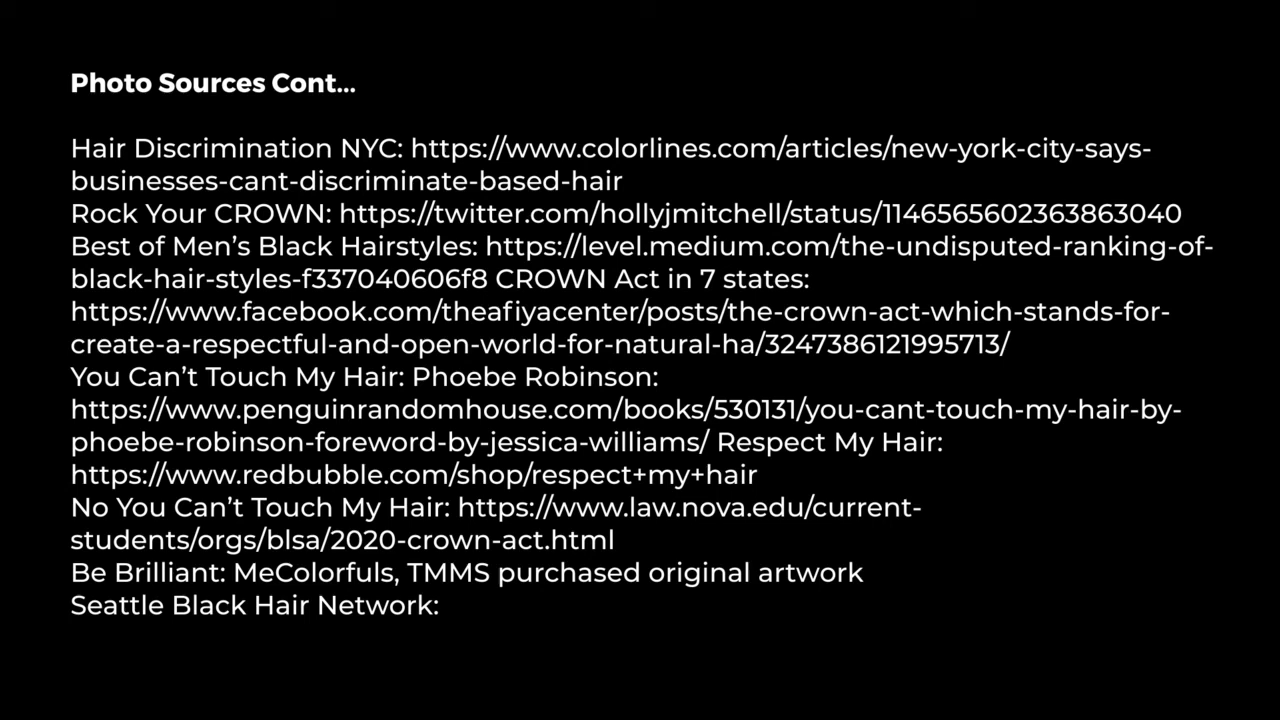 Photo Sources Cont...
Hair Discrimination NYC: https://www.colorlines.com/articles/new-york-city-says-
businesses-cant-discriminate-based-hair
Rock Your CROWN: https://twitter.com/hollyjmitchell/status/1146565602363863040
Best of Men’s Black Hairstyles: https://level.medium.com/the-undisputed-ranking-of-
black-hair-styles-f337040606f8 CROWN Act in 7 states:
https://www.facebook.com/theafiyacenter/posts/the-crown-act-which-stands-for-
create-a-respectful-and-open-world-for-natural-ha/3247386121995713/
You Can’t Touch My Hair: Phoebe Robinson:
https://www.penguinrandomhouse.com/books/530131/you-cant-touch-my-hair-by-
phoebe-robinson-foreword-by-jessica-williams/ Respect My Hair:
https://www.redbubble.com/shop/respect+my+hair
No You Can’t Touch My Hair: https://www.law.nova.edu/current-
students/orgs/blsa/2020-crown-act.html
Be Brilliant: MeColorfuls, TMMS purchased original artwork
Seattle Black Hair Network: